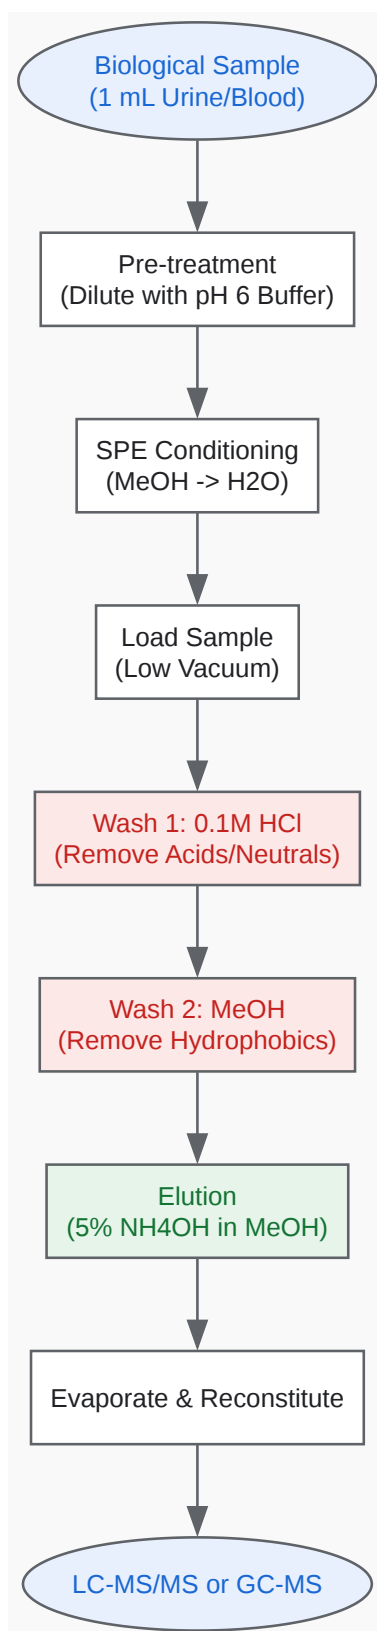 Biological Sample
(1 mL Urine/Blood)
Pre-treatment
(Dilute with pH 6 Buffer)
SPE Conditioning
(MeOH -> H2O)
Load Sample
(Low Vacuum)
Wash 1: 0.1M HCl
(Remove Acids/Neutrals)
Wash 2: MeOH
(Remove Hydrophobics)
Elution
(5% NH4OH in MeOH)
Evaporate & Reconstitute
LC-MS/MS or GC-MS